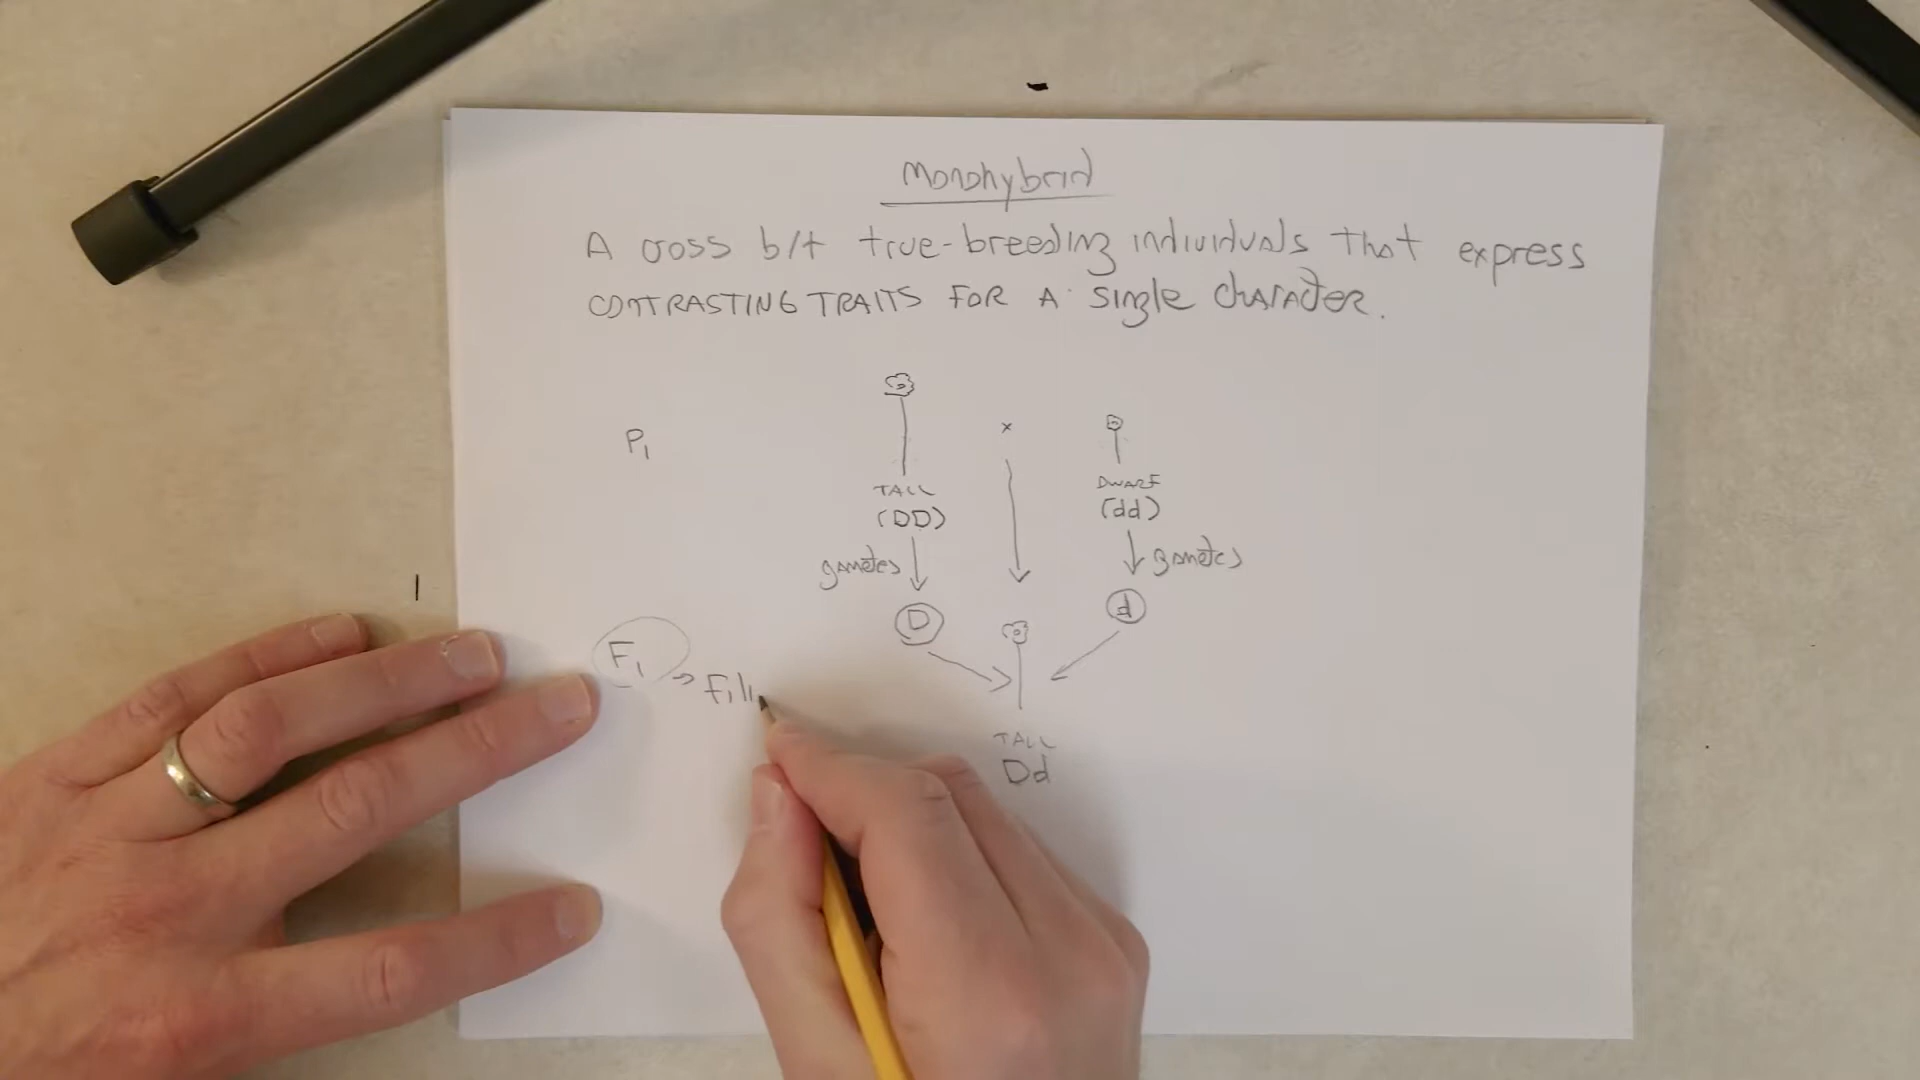 Monohybrid
A cross b/t true-breeding individuals that express
CONTRASTING TRAITS FOR A single character.
P1
x
TALL
DWARF
(DD)
(dd)
gametes
gametes
D
d
F1
Fili
TALL
Dd